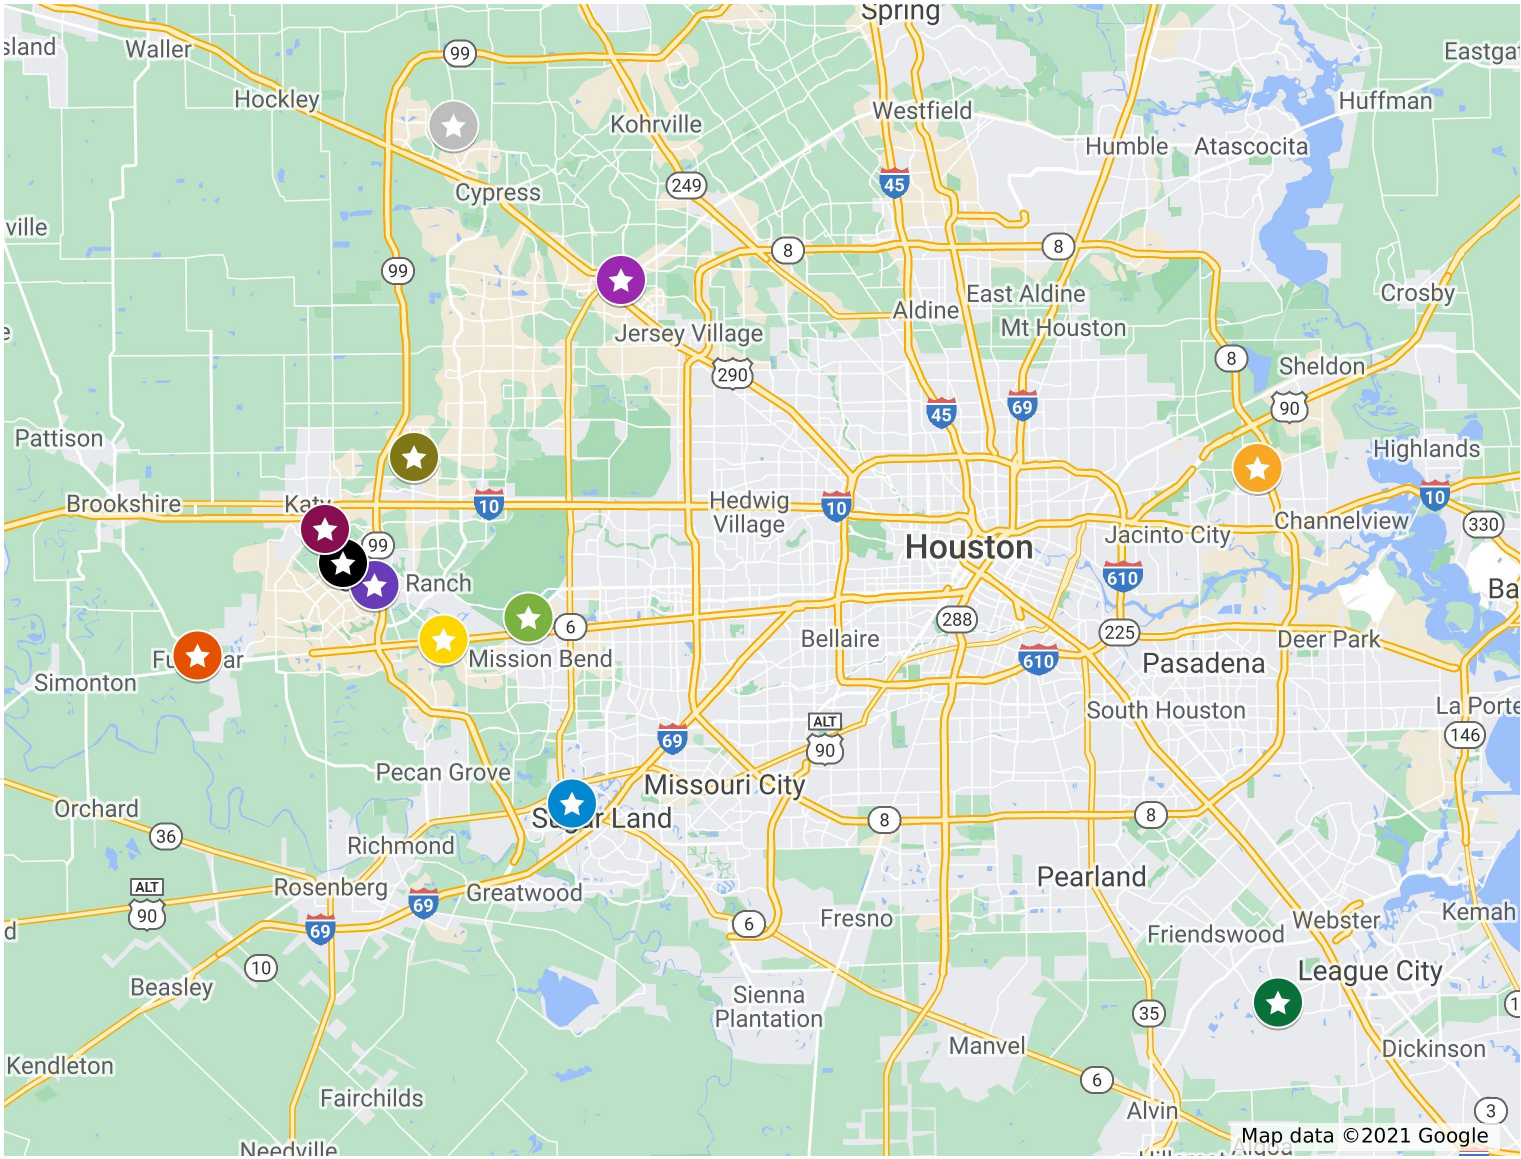 Spring
sland
Waller
99
Eastgat
Hockley
Kohrville
Westfield
Huffman
Humble
Atascocita
Cypress
249
45
ville
8
8
99
East Aldine
Crosby
Aldine
Mt Houston
Jersey Village
8
Sheldon
290
90
45
69
Pattison
Highlands
Brookshire
Katy
10
Hedwig
Village
10
10
330
Channelview
Jacinto City
Houston
99
Ranch
610
Ba
288
6
225
Bellaire
Deer Park
Mission Bend
610
Pasadena
Simonton
South Houston
La Porte
ALT
90
69
146
Pecan Grove
Missouri City
Orchard
Sugar Land
8
8
36
Richmond
Pearland
ALT
90
Rosenberg
Greatwood
69
69
Fresno
6
Webster
Kemah
d
Friendswood
10
League City
Beasley
Sienna
Plantation
35
1
Manvel
Dickinson
Kendleton
6
Fairchilds
Alvin
3
Map data ©2021 Google
Needville